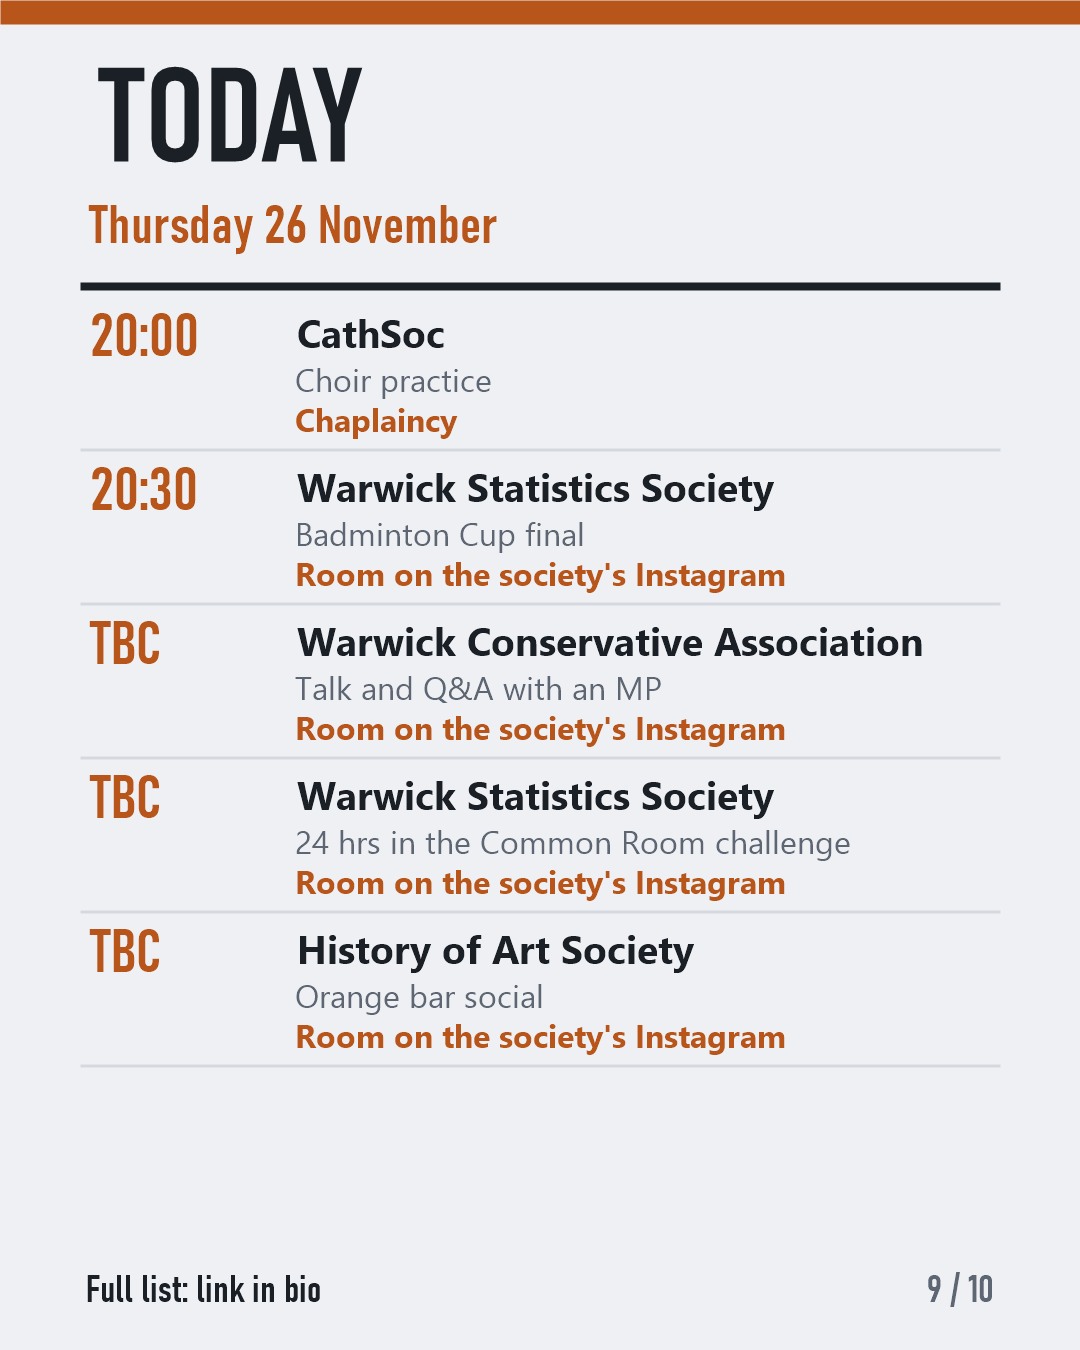 TODAY
Thursday 26 November
20:00
CathSoc
Choir practice
Chaplaincy
20:30
Warwick Statistics Society
Badminton Cup final
Room on the society's Instagram
TBC
Warwick Conservative Association
Talk and Q&A with an MP
Room on the society's Instagram
TBC
Warwick Statistics Society
24 hrs in the Common Room challenge
Room on the society's Instagram
TBC
History of Art Society
Orange bar social
Room on the society's Instagram
Full list: link in bio
9 / 10